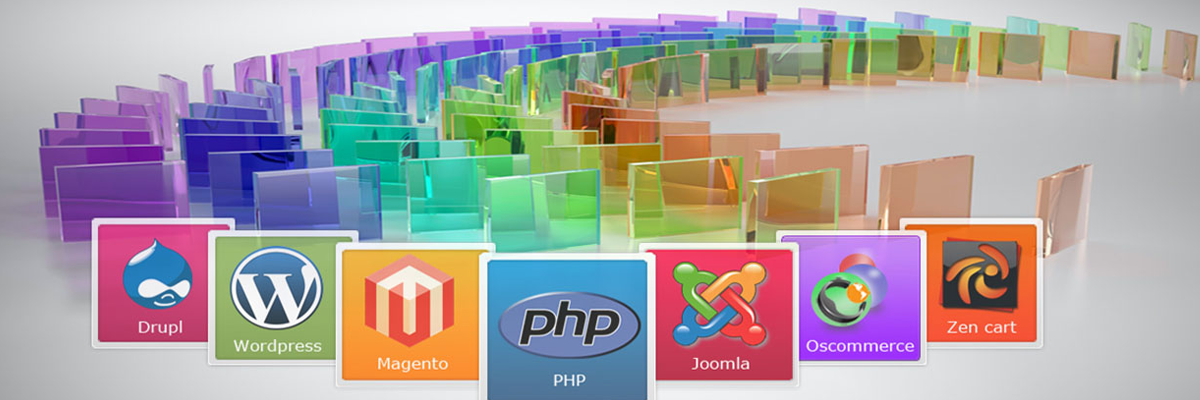 Drupl
Wordpress
Magento
php
PHP
Joomla
Oscommerce
Zen cart